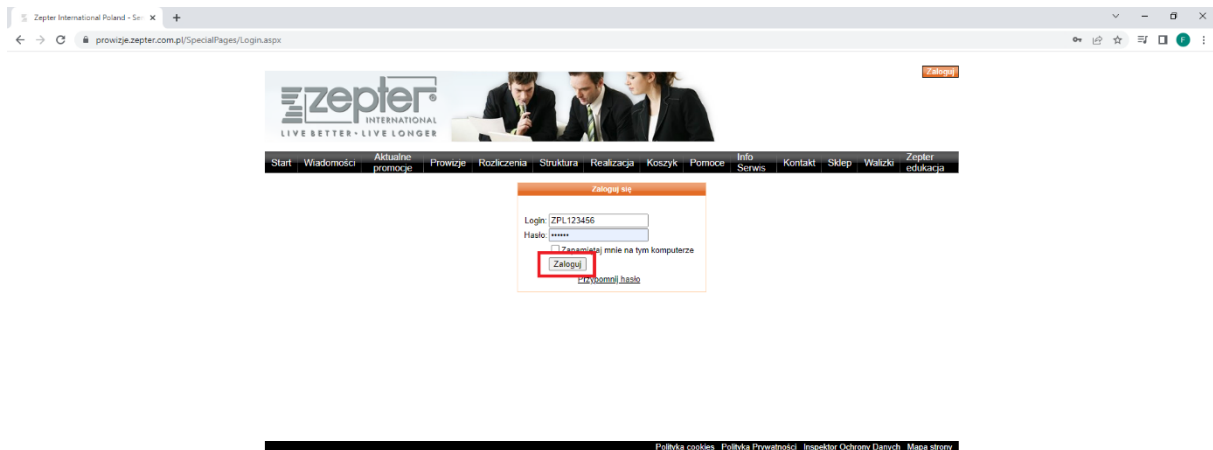 Zepter International Poland - Ser
prowizje.zepter.com.pl/SpecialPages/Login.aspx
F
Zaloguj
zepter
INTERNATIONAL
LIVE BETTER • LIVE LONGER
Start Wiadomości Aktualne promocje Prowizje Rozliczenia Struktura Realizacja Koszyk Pomoce Info Serwis Kontakt Sklep Walizki Zepter edukacja
Zaloguj się
Login: ZPL123456
Hasło: ••••••
Zapamiętaj mnie na tym komputerze
Zaloguj
Przypomnij hasło
Polityka cookies Polityka Prywatności Inspektor Ochrony Danych Mapa strony